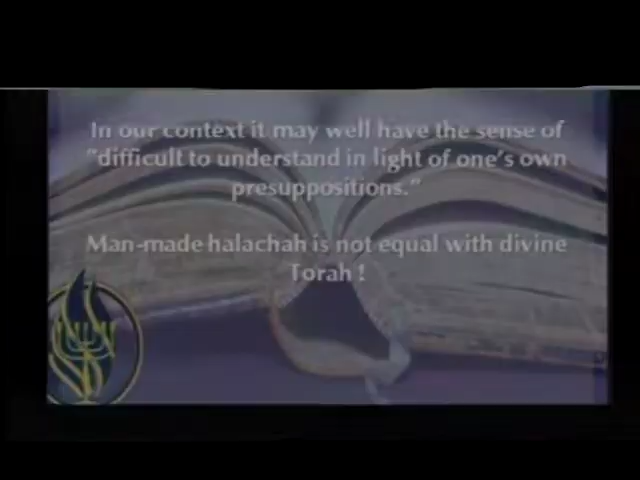 In our context it may well have the sense of
"difficult to understand in light of one's own
presuppositions."
Man-made halachah is not equal with divine
Torah !